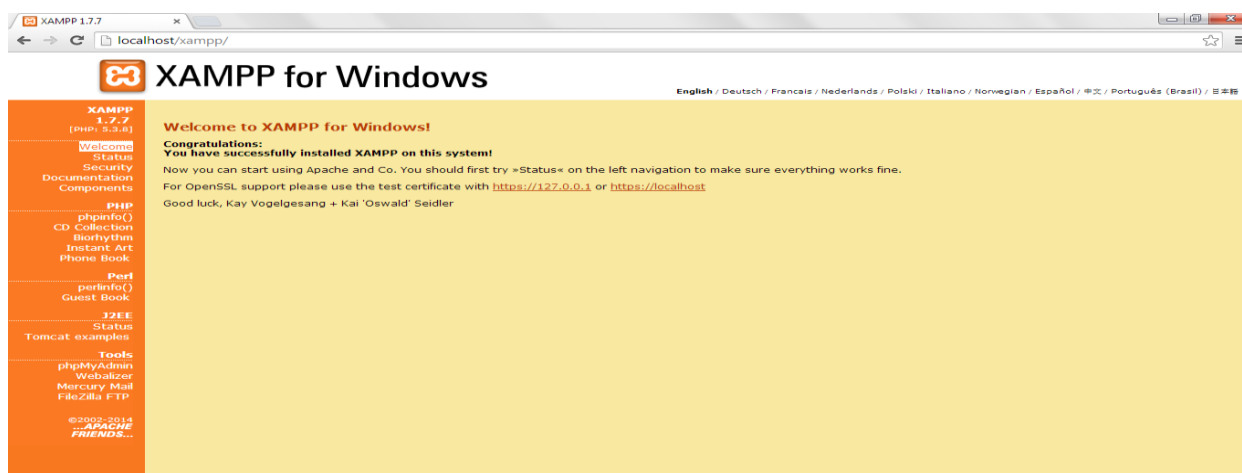 XAMPP 1.7.7
localhost/xampp/
XAMPP for Windows
English / Deutsch / Francais / Nederlands / Polski / Italiano / Norwegian / Español / 中文 / Português (Brasil) / 日本語
XAMPP
1.7.7
[PHP: 5.3.8]
Welcome
Status
Security
Documentation
Components
PHP
phpinfo()
CD Collection
Biorhythm
Instant Art
Phone Book
Perl
perlinfo()
Guest Book
J2EE
Status
Tomcat examples
Tools
phpMyAdmin
Webalizer
Mercury Mail
FileZilla FTP
©2002-2014
...APACHE
FRIENDS...
Welcome to XAMPP for Windows!
Congratulations:
You have successfully installed XAMPP on this system!
Now you can start using Apache and Co. You should first try »Status« on the left navigation to make sure everything works fine.
For OpenSSL support please use the test certificate with https://127.0.0.1 or https://localhost
Good luck, Kay Vogelgesang + Kai 'Oswald' Seidler